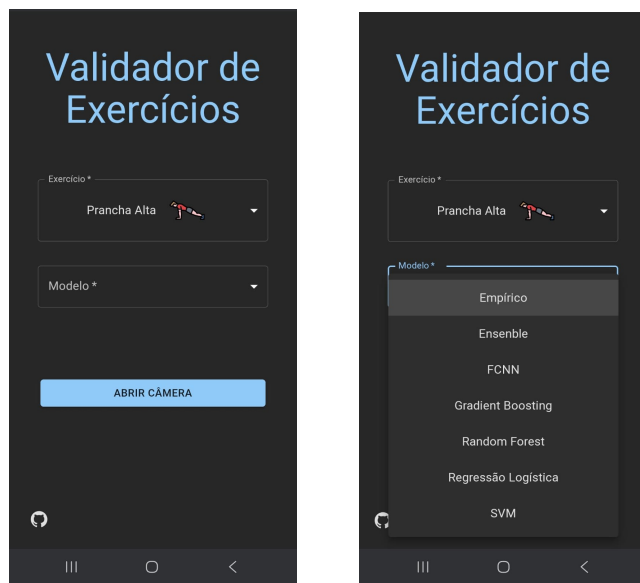 Validador de
Exercícios
Exercício *
Prancha Alta
Modelo *
ABRIR CÂMERA
Validador de
Exercícios
Exercício *
Prancha Alta
Modelo *
Empírico
Ensenble
FCNN
Gradient Boosting
Random Forest
Regressão Logística
SVM